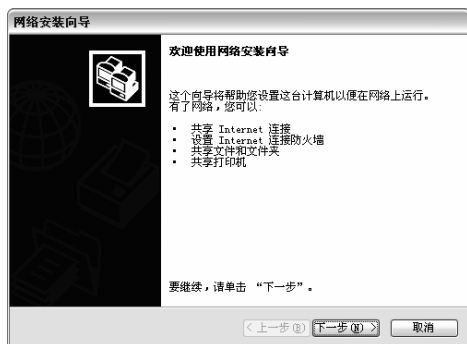 网络安装向导
欢迎使用网络安装向导
这个向导将帮助您设置这台计算机以便在网络上运行。
有了网络，您可以:
• 共享 Internet 连接
• 设置 Internet 连接防火墙
• 共享文件和文件夹
• 共享打印机
要继续，请单击 “下一步”。
< 上一步(B) 下一步(N) > 取消